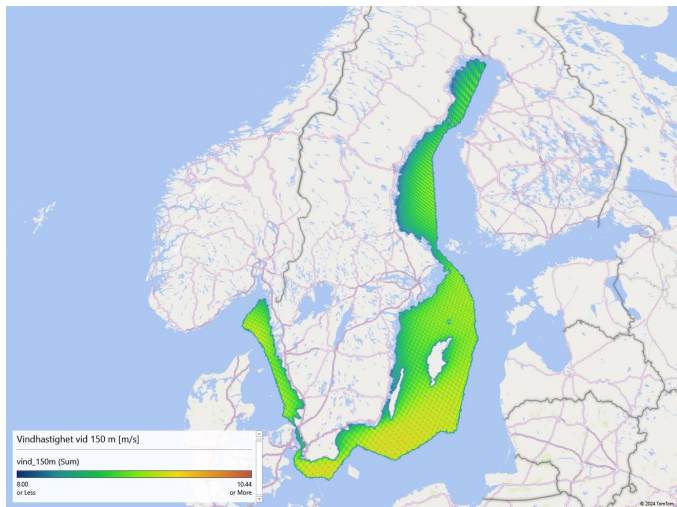 Vindhastighet vid 150 m [m/s]
vind_150m (Sum)
8.00 10.44
or Less or More
© 2024 TomTom